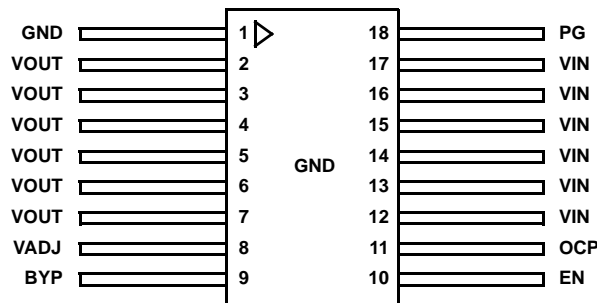 GND 1 18 PG
VOUT 2 17 VIN
VOUT 3 16 VIN
VOUT 4 15 VIN
VOUT 5 14 VIN
GND
VOUT 6 13 VIN
VOUT 7 12 VIN
VADJ 8 11 OCP
BYP 9 10 EN